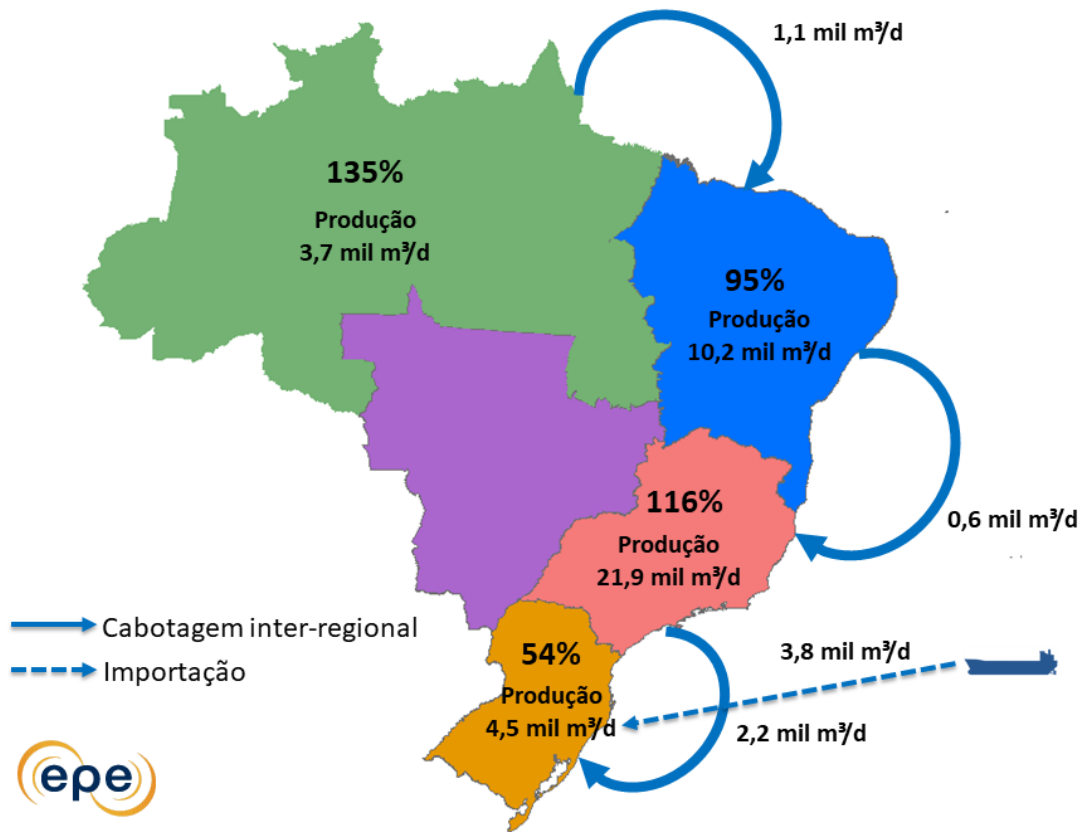 1,1 mil m³/d
135%
Produção
3,7 mil m³/d
95%
Produção
10,2 mil m³/d
116%
Produção
21,9 mil m³/d
0,6 mil m³/d
Cabotagem inter-regional
Importação
54%
Produção
4,5 mil m³/d
3,8 mil m³/d
2,2 mil m³/d
epe